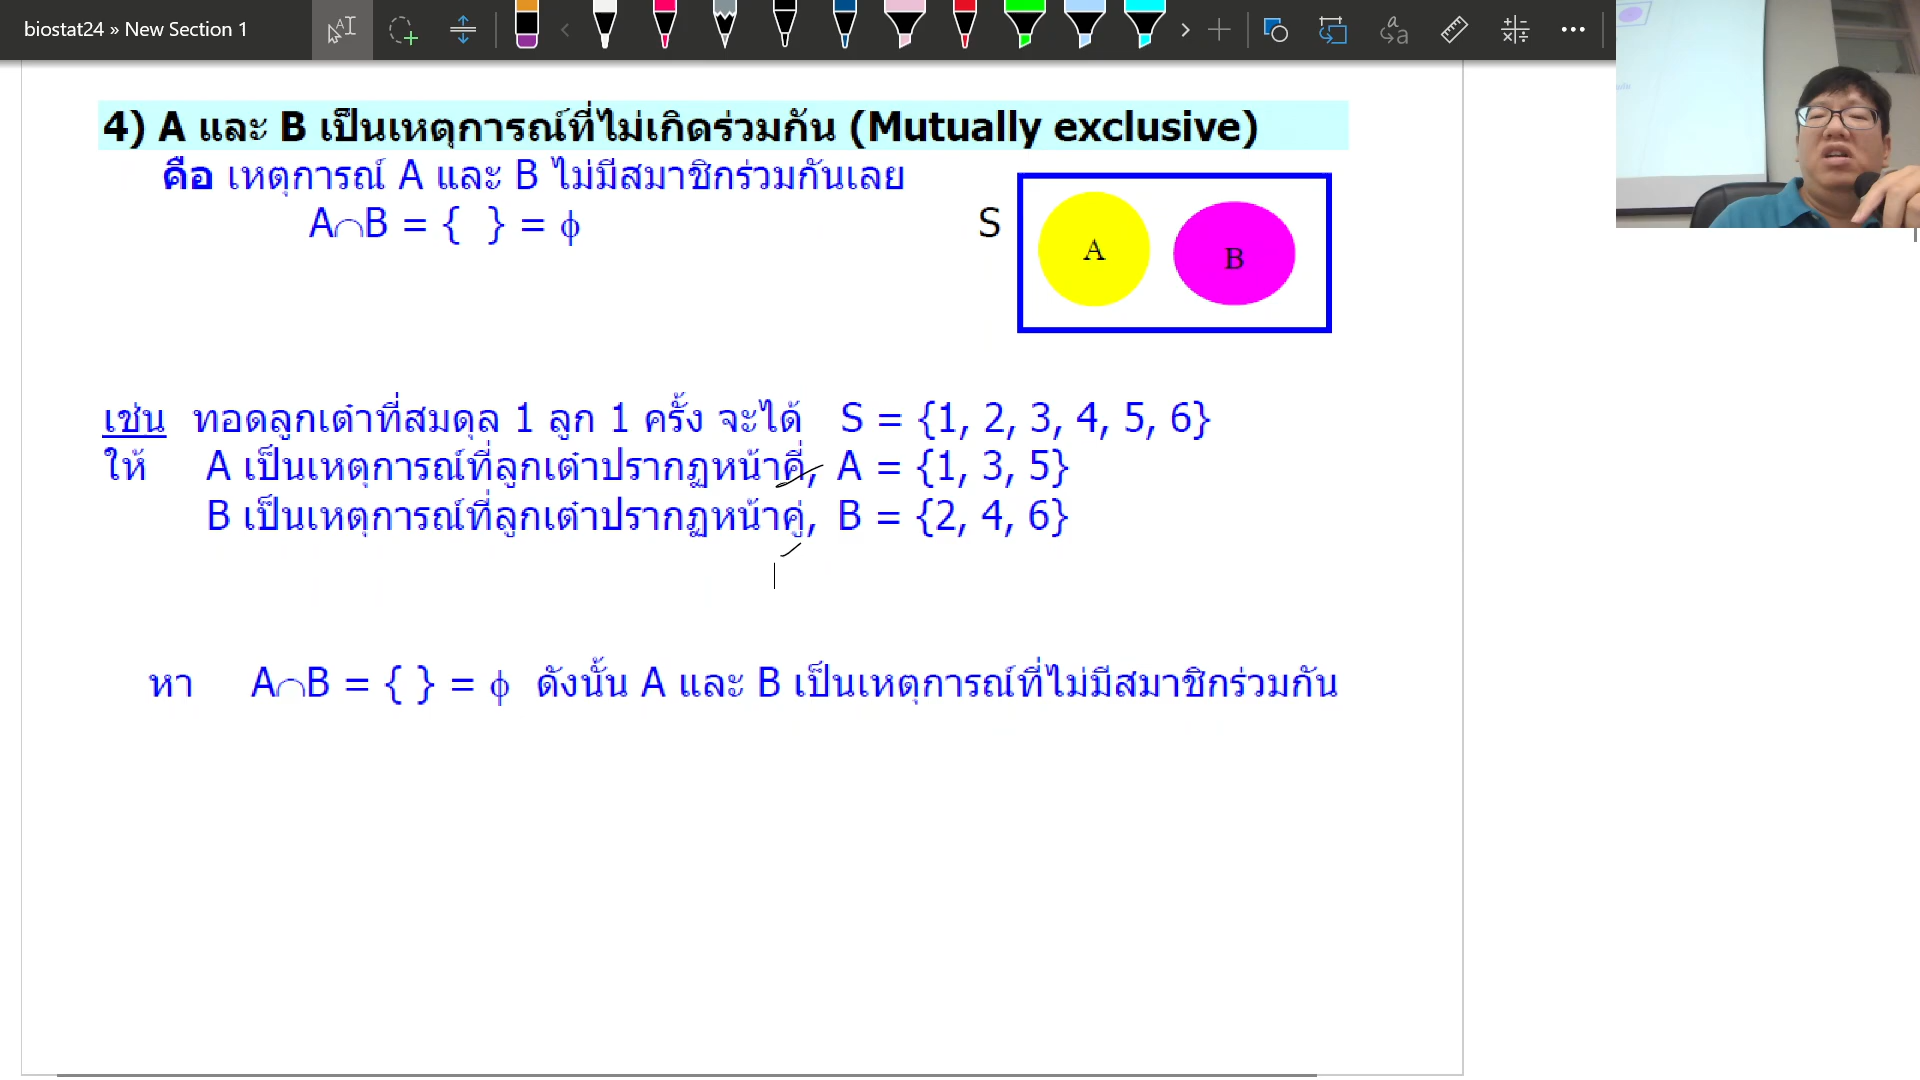 biostat24 » New Section 1
4) A และ B เป็นเหตุการณ์ที่ไม่เกิดร่วมกัน (Mutually exclusive)
คือ เหตุการณ์ A และ B ไม่มีสมาชิกร่วมกันเลย
A∩B = {  } = ϕ
S
A
B
เช่น ทอดลูกเต๋าที่สมดุล 1 ลูก 1 ครั้ง จะได้ S = {1, 2, 3, 4, 5, 6}
ให้ A เป็นเหตุการณ์ที่ลูกเต๋าปรากฏหน้าคี่, A = {1, 3, 5}
B เป็นเหตุการณ์ที่ลูกเต๋าปรากฏหน้าคู่, B = {2, 4, 6}
หา A∩B = { } = ϕ ดังนั้น A และ B เป็นเหตุการณ์ที่ไม่มีสมาชิกร่วมกัน